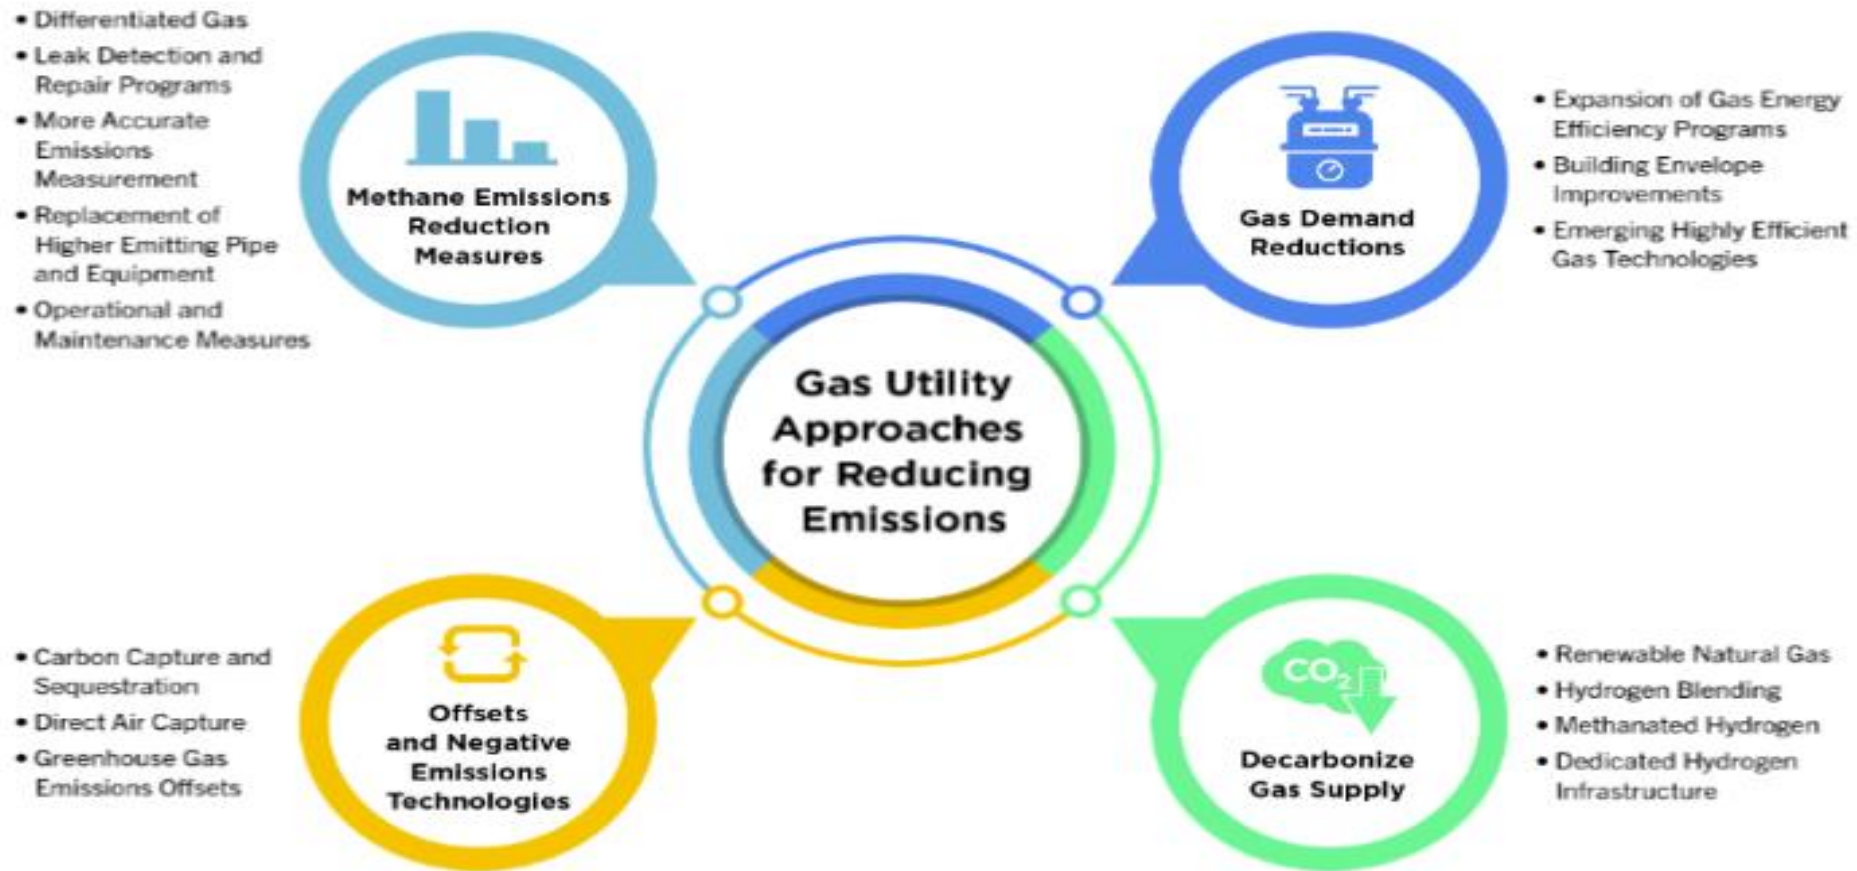 • Differentiated Gas
• Leak Detection and
Repair Programs
• More Accurate
Emissions
Measurement
• Replacement of
Higher Emitting Pipe
and Equipment
• Operational and
Maintenance Measures
Methane Emissions
Reduction
Measures
Gas Demand
Reductions
• Expansion of Gas Energy
Efficiency Programs
• Building Envelope
Improvements
• Emerging Highly Efficient
Gas Technologies
Gas Utility
Approaches
for Reducing
Emissions
• Carbon Capture and
Sequestration
• Direct Air Capture
• Greenhouse Gas
Emissions Offsets
Offsets
and Negative
Emissions
Technologies
CO₂
Decarbonize
Gas Supply
• Renewable Natural Gas
• Hydrogen Blending
• Methanated Hydrogen
• Dedicated Hydrogen
Infrastructure